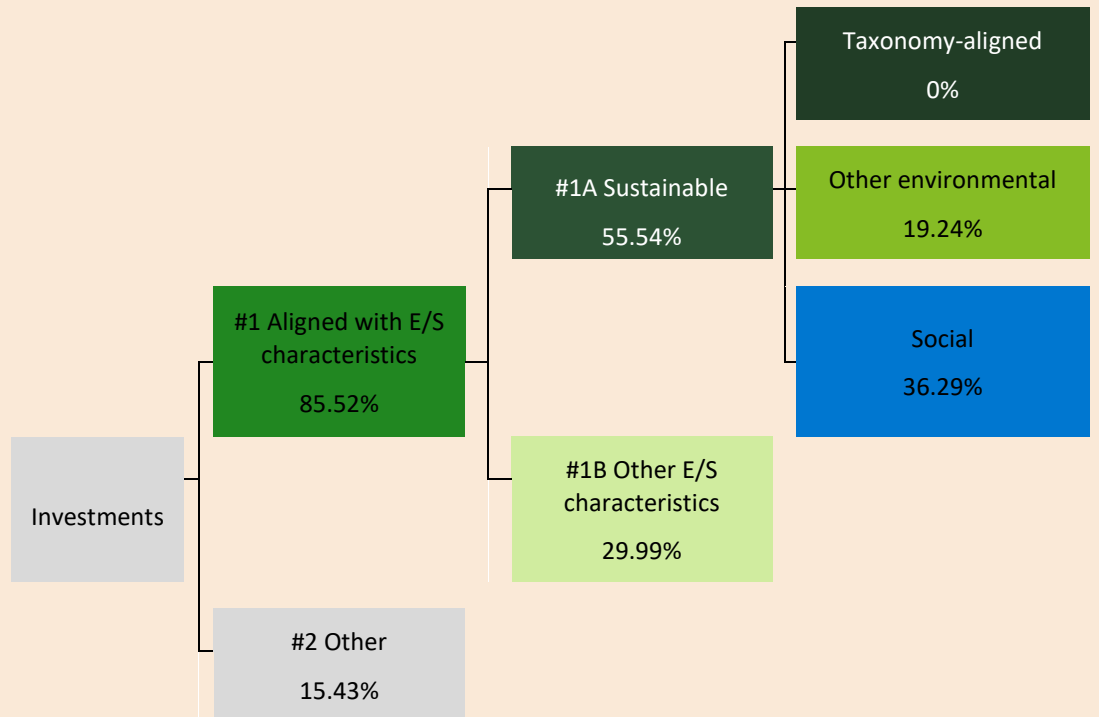 Taxonomy-aligned
0%
#1A Sustainable
55.54%
Other environmental
19.24%
#1 Aligned with E/S
characteristics
85.52%
Social
36.29%
Investments
#1B Other E/S
characteristics
29.99%
#2 Other
15.43%